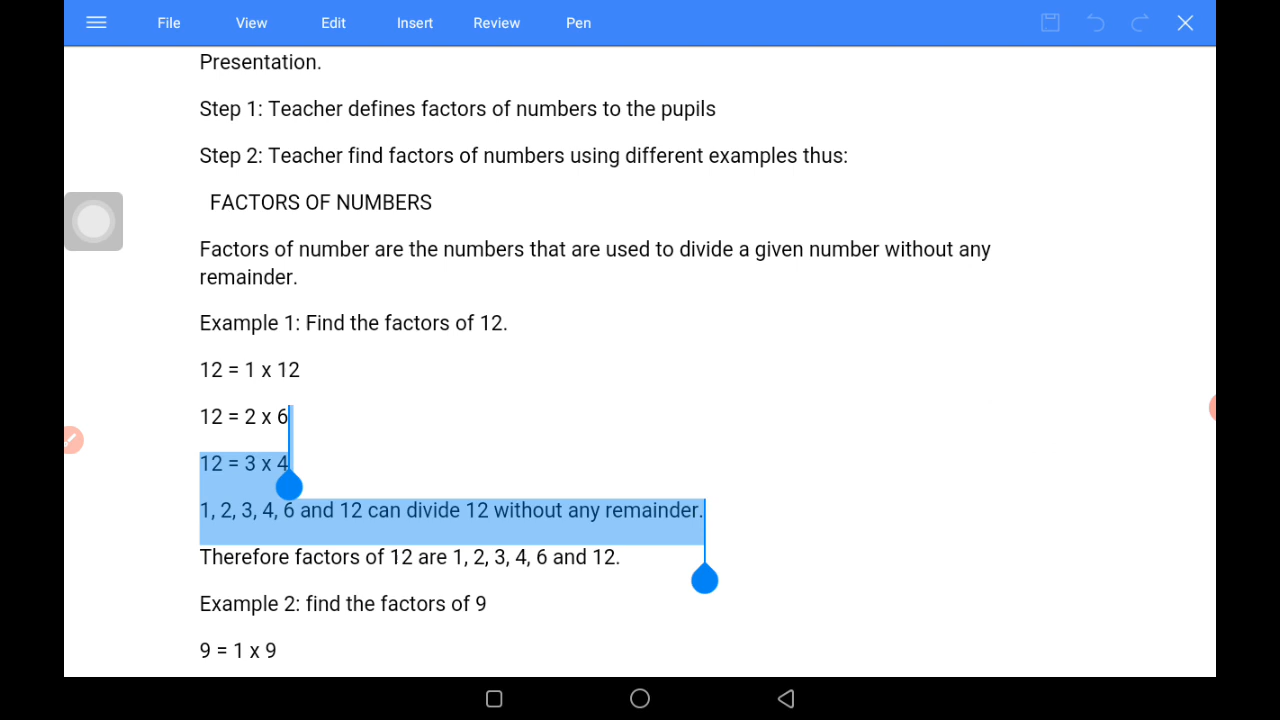 File View Edit Insert Review Pen
Presentation.
Step 1: Teacher defines factors of numbers to the pupils
Step 2: Teacher find factors of numbers using different examples thus:
FACTORS OF NUMBERS
Factors of number are the numbers that are used to divide a given number without any
remainder.
Example 1: Find the factors of 12.
12 = 1 x 12
12 = 2 x 6
12 = 3 x 4
1, 2, 3, 4, 6 and 12 can divide 12 without any remainder.
Therefore factors of 12 are 1, 2, 3, 4, 6 and 12.
Example 2: find the factors of 9
9 = 1 x 9